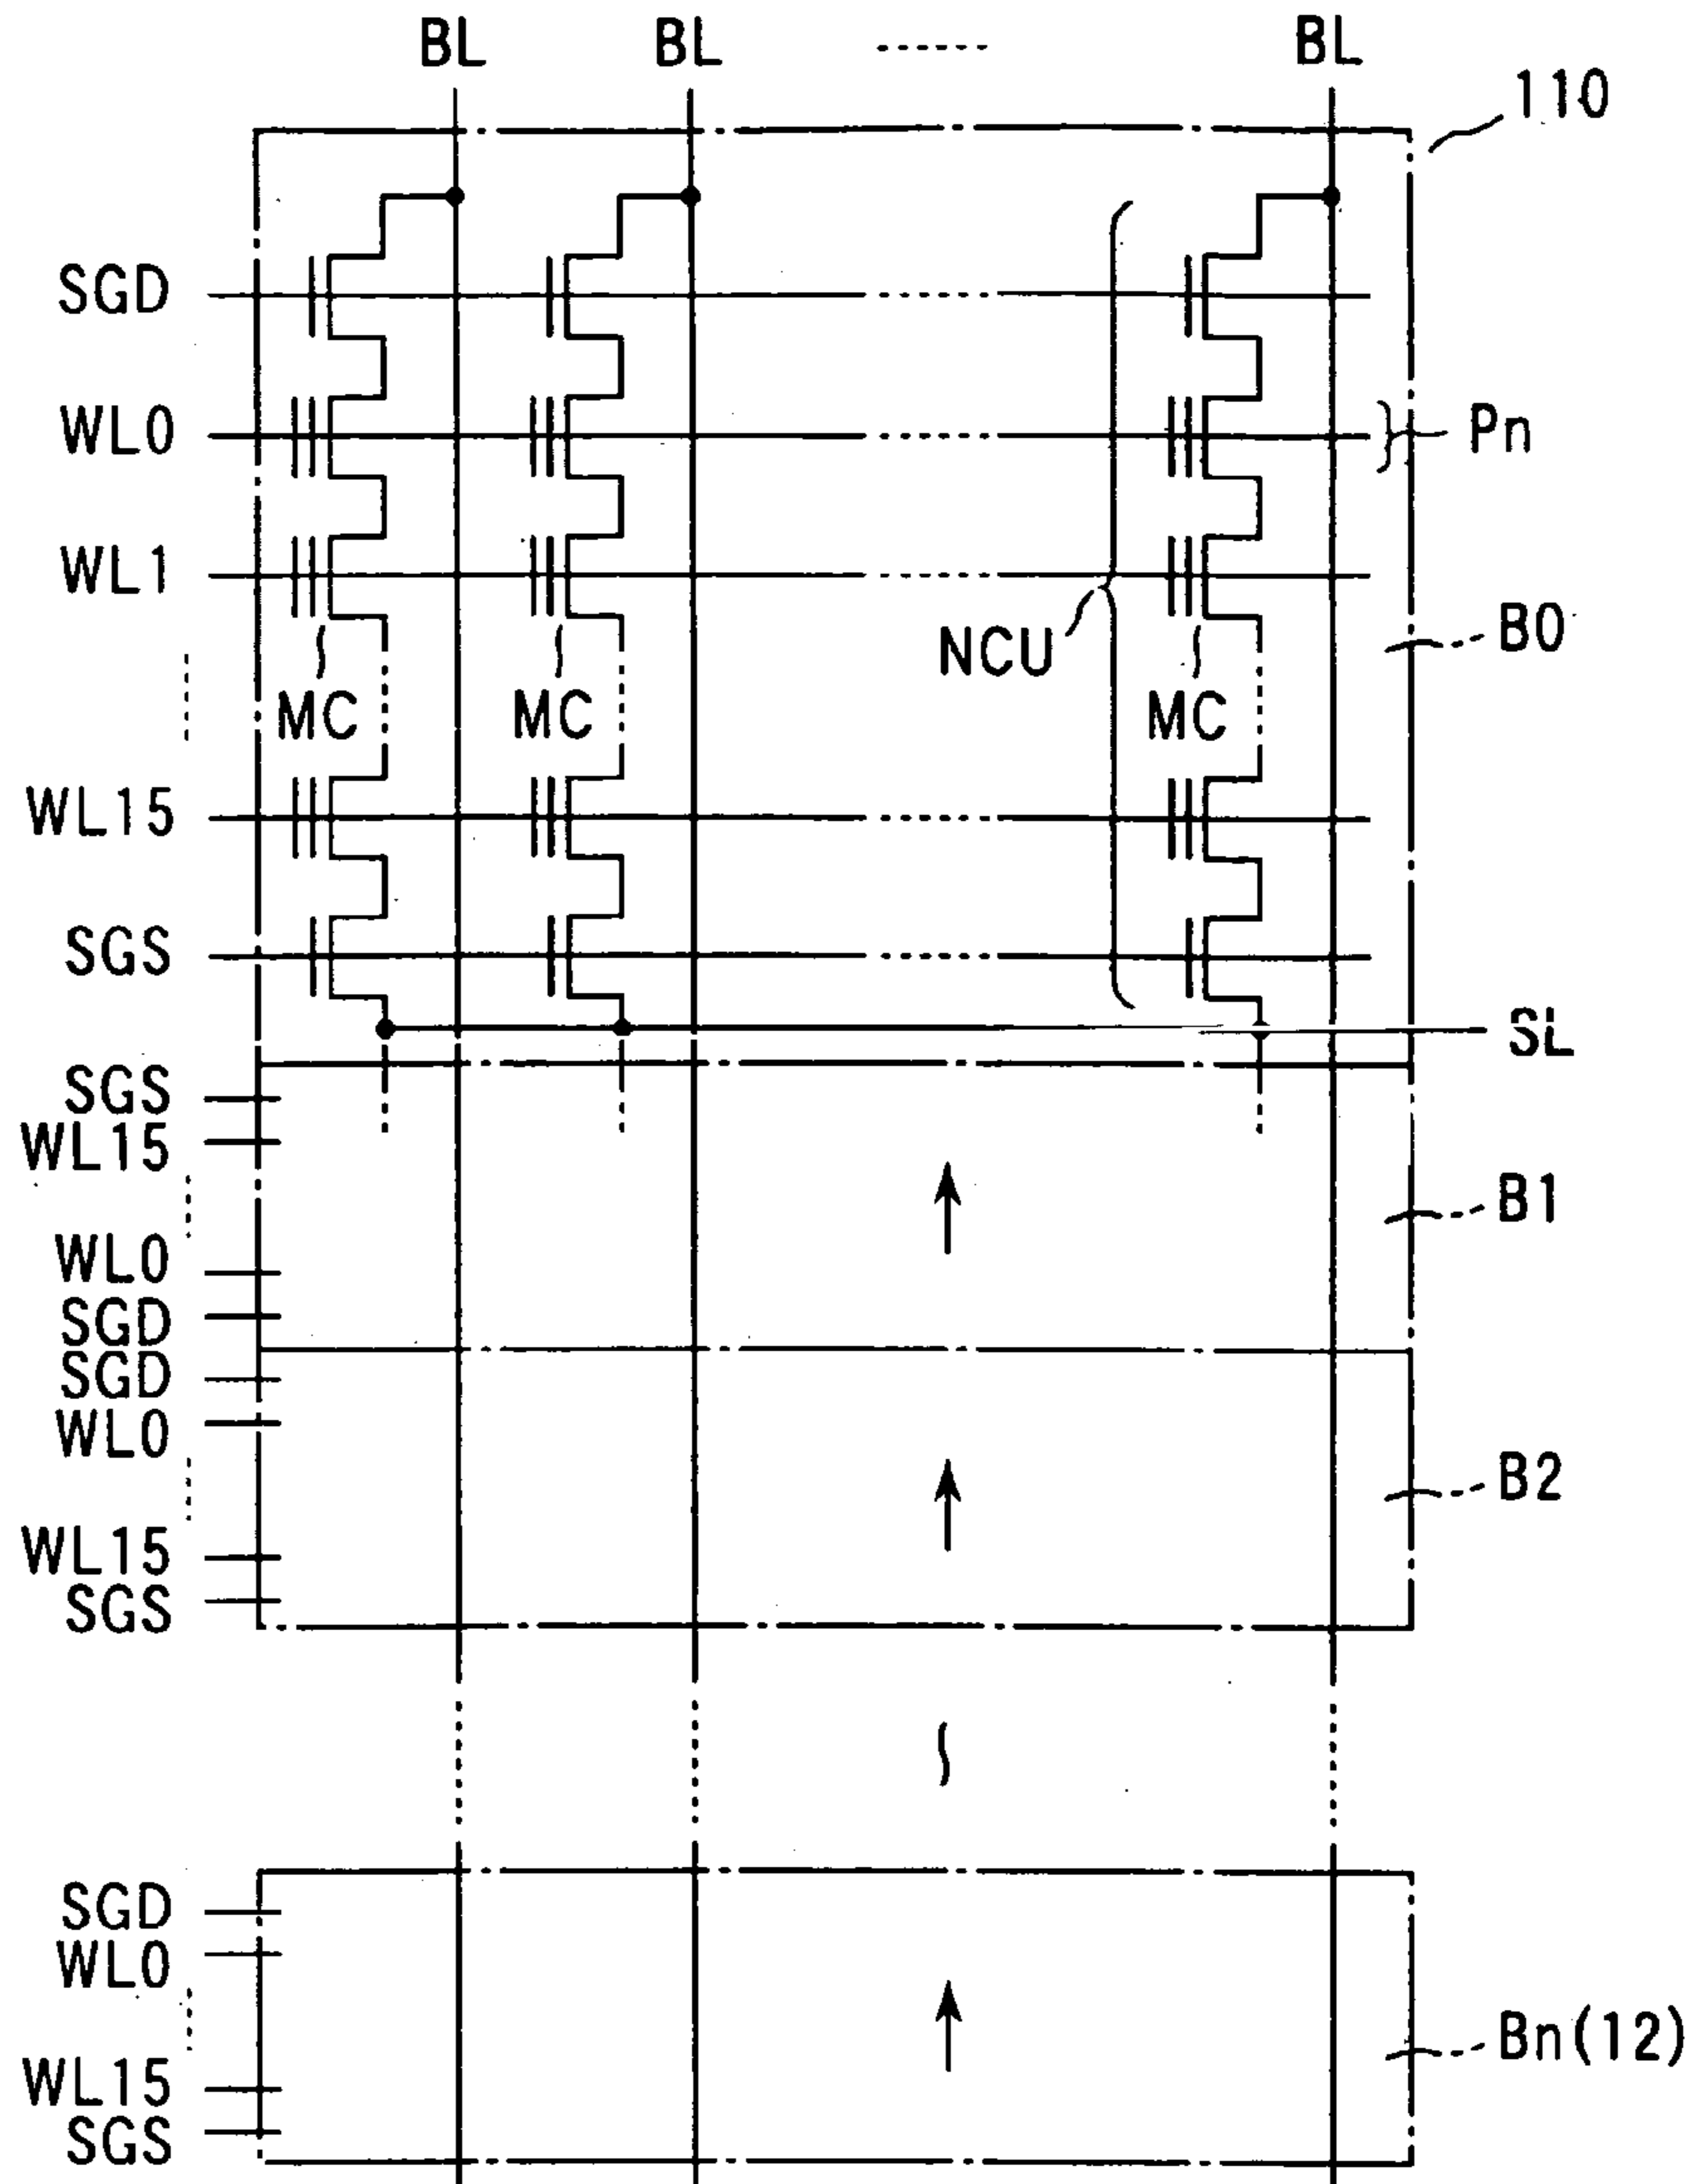 BL BL BL
110
SGD
WL0 Pn
WL1
B0
NCU
MC MC MC
WL15
SGS
SL
SGS
WL15
B1
WL0
SGD
SGD
WL0
B2
WL15
SGS
SGD
WL0
Bn(12)
WL15
SGS